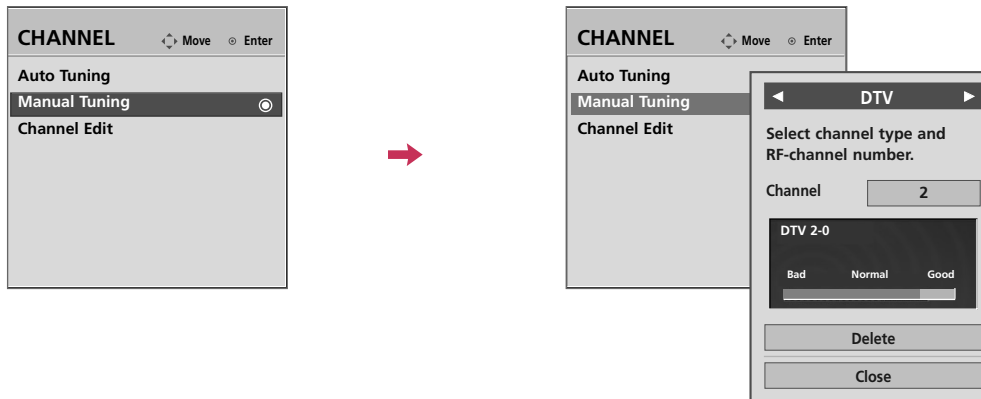 CHANNEL Move Enter
Auto Tuning
Manual Tuning
Channel Edit
CHANNEL Move Enter
Auto Tuning
Manual Tuning
Channel Edit
DTV
Select channel type and
RF-channel number.
Channel 2
DTV 2-0
Bad Normal Good
Delete
Close